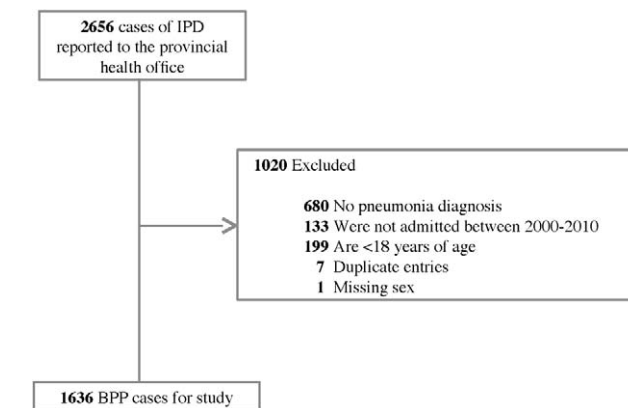 2656 cases of IPD
reported to the provincial
health office
1020 Excluded
680 No pneumonia diagnosis
133 Were not admitted between 2000-2010
199 Are <18 years of age
7 Duplicate entries
1 Missing sex
1636 BPP cases for study